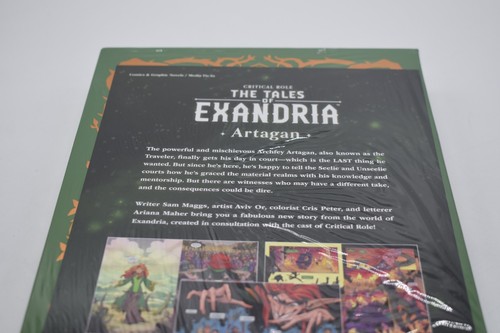 Comics & Graphic Novels / Media Tie-In
CRITICAL ROLE
THE TALES
OF
EXANDRIA
Artagan
The powerful and mischievous Archfey Artagan, also known as the
Traveler, finally gets his day in court—which is the LAST thing he
wanted. But since he's here, he's happy to tell the Seelie and Unseelie
courts how he's graced the material realms with his knowledge and
mentorship. But there are witnesses who may have a different take,
and the consequences could be dire.
Writer Sam Maggs, artist Aviv Or, colorist Cris Peter, and letterer
Ariana Maher bring you a fabulous new story from the world of
Exandria, created in consultation with the cast of Critical Role!